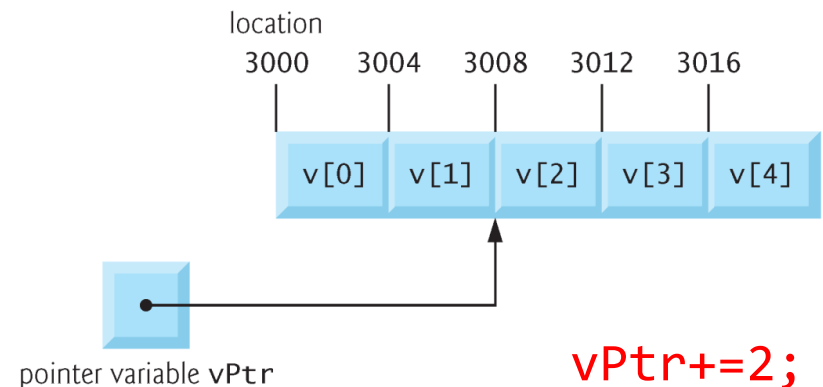 location
3000 3004 3008 3012 3016
v[0] v[1] v[2] v[3] v[4]
pointer variable vPtr
vPtr+=2;